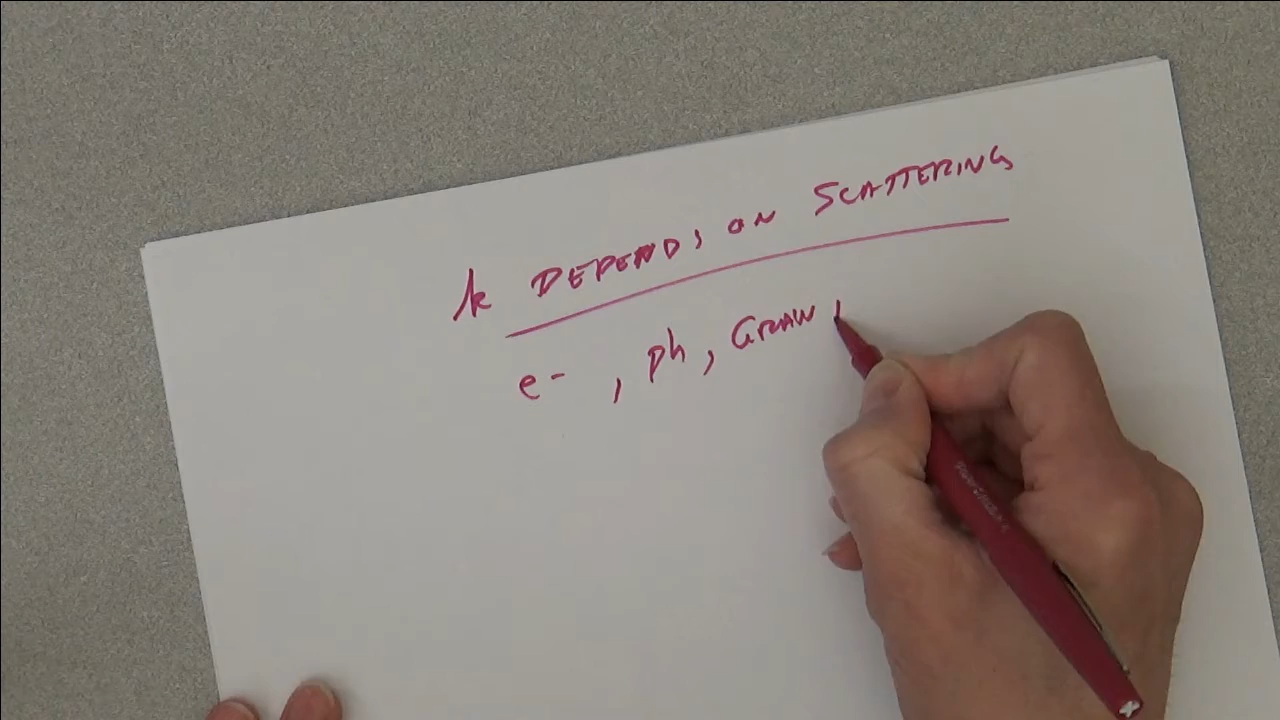 k DEPENDS ON SCATTERING
e- , ph, GRAIN